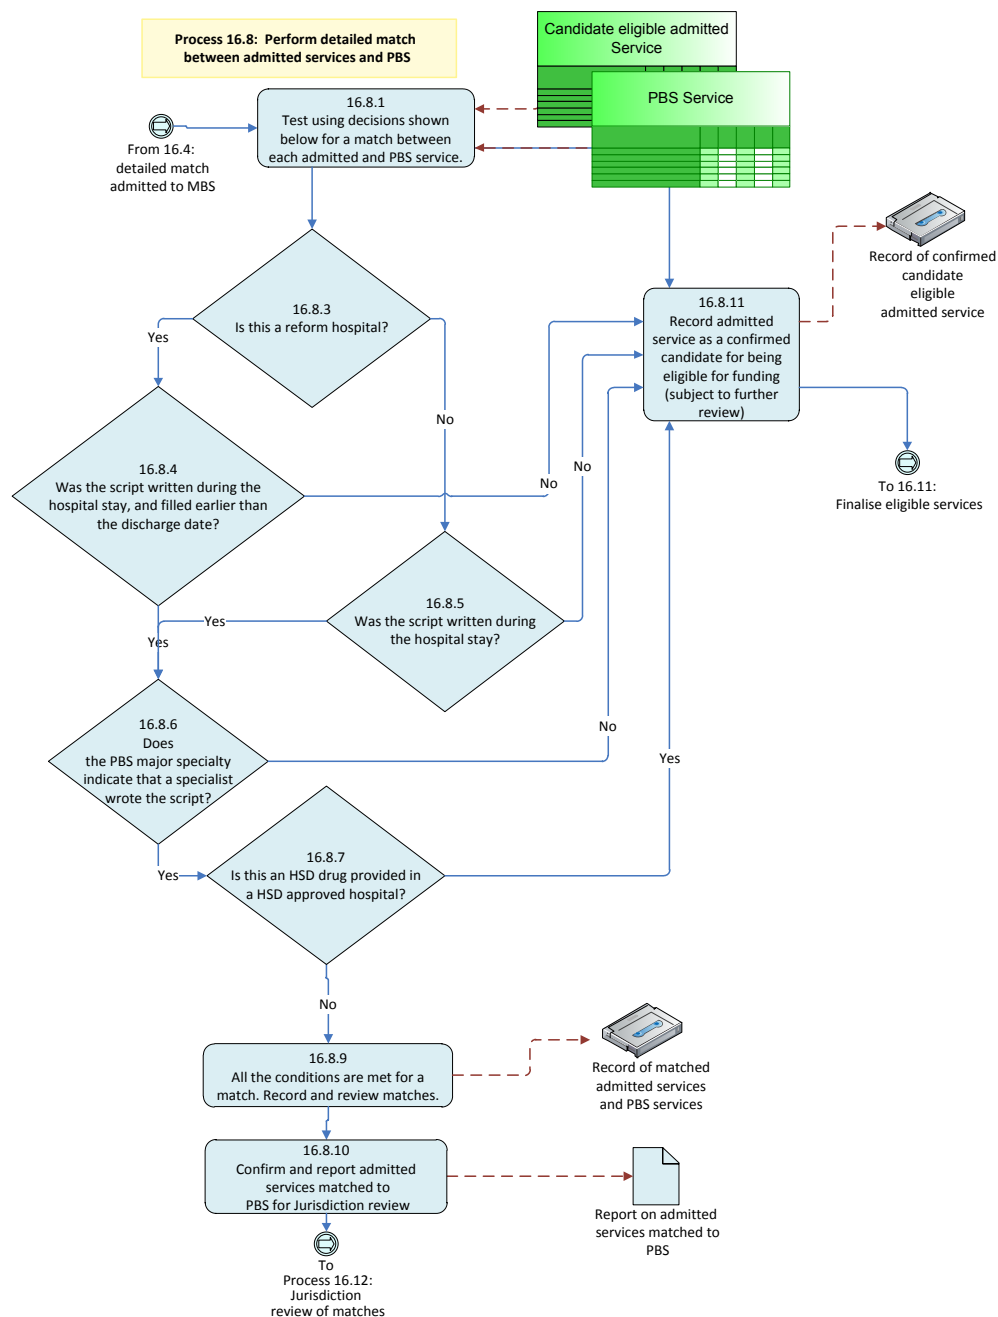 Process 16.8:  Perform detailed match
between admitted services and PBS
Candidate eligible admitted
Service
PBS Service
16.8.1
Test using decisions shown
below for a match between
each admitted and PBS service.
From 16.4:
detailed match
admitted to MBS
Record of confirmed
candidate
eligible
admitted service
16.8.3
Is this a reform hospital?
Yes
No
16.8.11
Record admitted
service as a confirmed
candidate for being
eligible for funding
(subject to further
review)
16.8.4
Was the script written during the
hospital stay, and filled earlier than
the discharge date?
No
No
To 16.11:
Finalise eligible services
16.8.5
Was the script written during
the hospital stay?
Yes
Yes
16.8.6
Does
the PBS major specialty
indicate that a specialist
wrote the script?
No
Yes
Yes
16.8.7
Is this an HSD drug provided in
a HSD approved hospital?
No
16.8.9
All the conditions are met for a
match. Record and review matches.
Record of matched
admitted services
and PBS services
16.8.10
Confirm and report admitted
services matched to
PBS for Jurisdiction review
Report on admitted
services matched to
PBS
To
Process 16.12:
Jurisdiction
review of matches